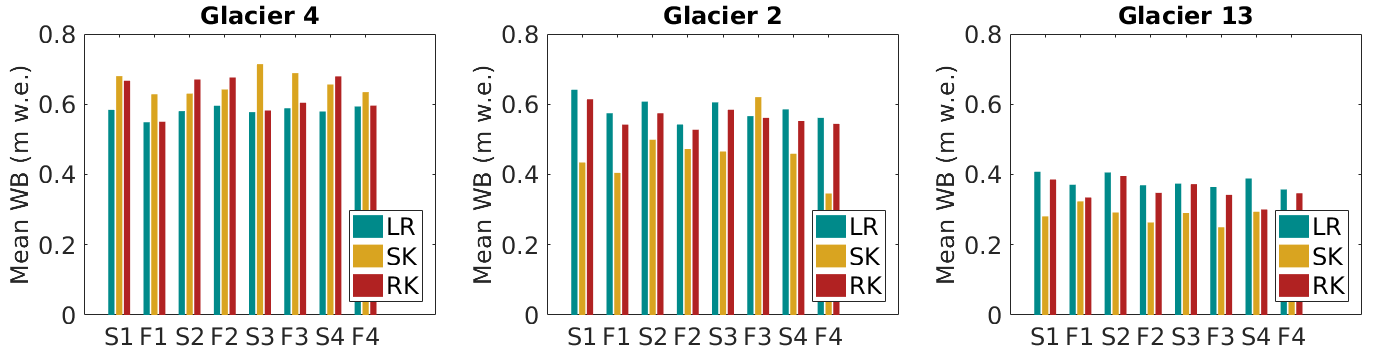 Glacier 4
Mean WB (m w.e.)
0.8
0.6
0.4
0.2
0
S1 F1 S2 F2 S3 F3 S4 F4
LR
SK
RK
Glacier 2
Mean WB (m w.e.)
0.8
0.6
0.4
0.2
0
S1 F1 S2 F2 S3 F3 S4 F4
LR
SK
RK
Glacier 13
Mean WB (m w.e.)
0.8
0.6
0.4
0.2
0
S1 F1 S2 F2 S3 F3 S4 F4
LR
SK
RK